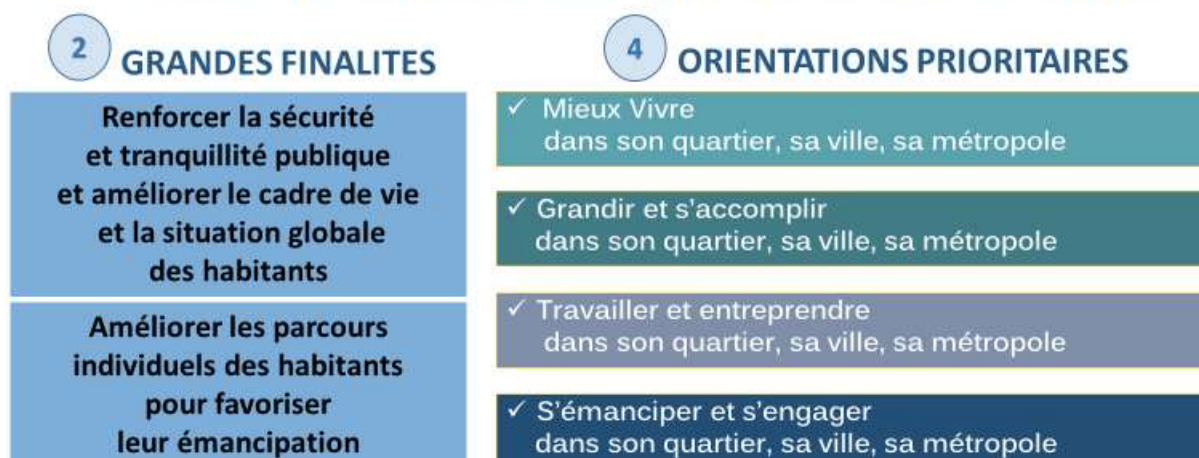 2 GRANDES FINALITES
Renforcer la sécurité
et tranquillité publique
et améliorer le cadre de vie
et la situation globale
des habitants
Améliorer les parcours
individuels des habitants
pour favoriser
leur émancipation
4 ORIENTATIONS PRIORITAIRES
✓ Mieux Vivre
dans son quartier, sa ville, sa métropole
✓ Grandir et s'accomplir
dans son quartier, sa ville, sa métropole
✓ Travailler et entreprendre
dans son quartier, sa ville, sa métropole
✓ S'émanciper et s'engager
dans son quartier, sa ville, sa métropole